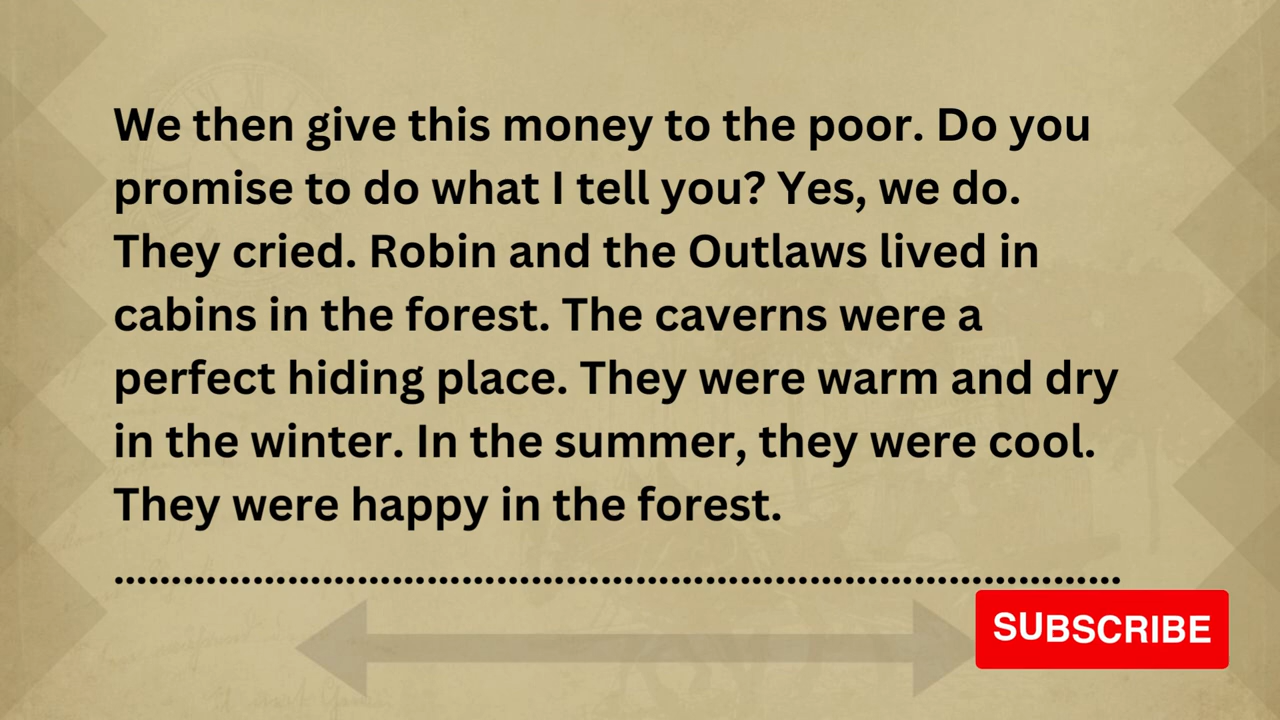 We then give this money to the poor. Do you
promise to do what I tell you? Yes, we do.
They cried. Robin and the Outlaws lived in
cabins in the forest. The caverns were a
perfect hiding place. They were warm and dry
in the winter. In the summer, they were cool.
They were happy in the forest.
......................................................................................
SUBSCRIBE